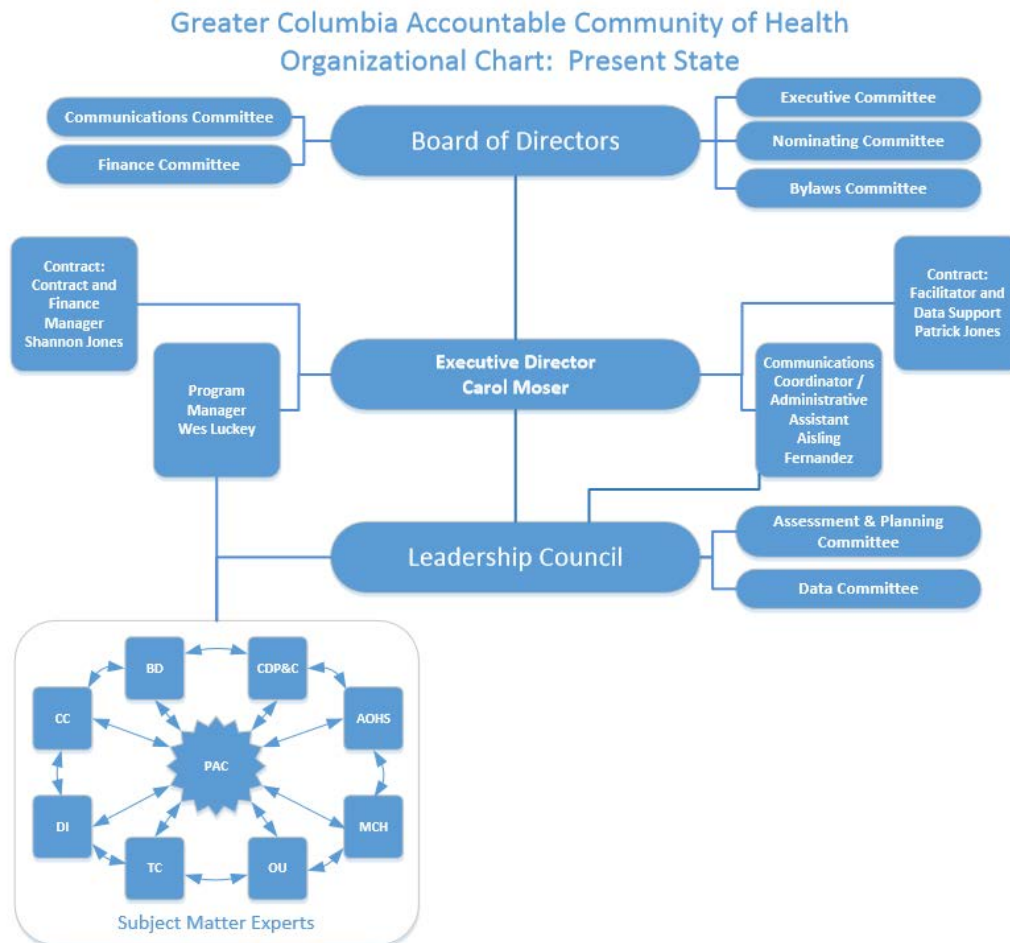 Greater Columbia Accountable Community of Health
Organizational Chart:  Present State
Communications Committee
Finance Committee
Board of Directors
Executive Committee
Nominating Committee
Bylaws Committee
Contract:
Contract and
Finance
Manager
Shannon Jones
Contract:
Facilitator and
Data Support
Patrick Jones
Program
Manager
Wes Luckey
Executive Director
Carol Moser
Communications
Coordinator /
Administrative
Assistant
Aisling
Fernandez
Leadership Council
Assessment & Planning
Committee
Data Committee
BD
CDP&C
CC
AOHS
PAC
DI
MCH
TC
OU
Subject Matter Experts